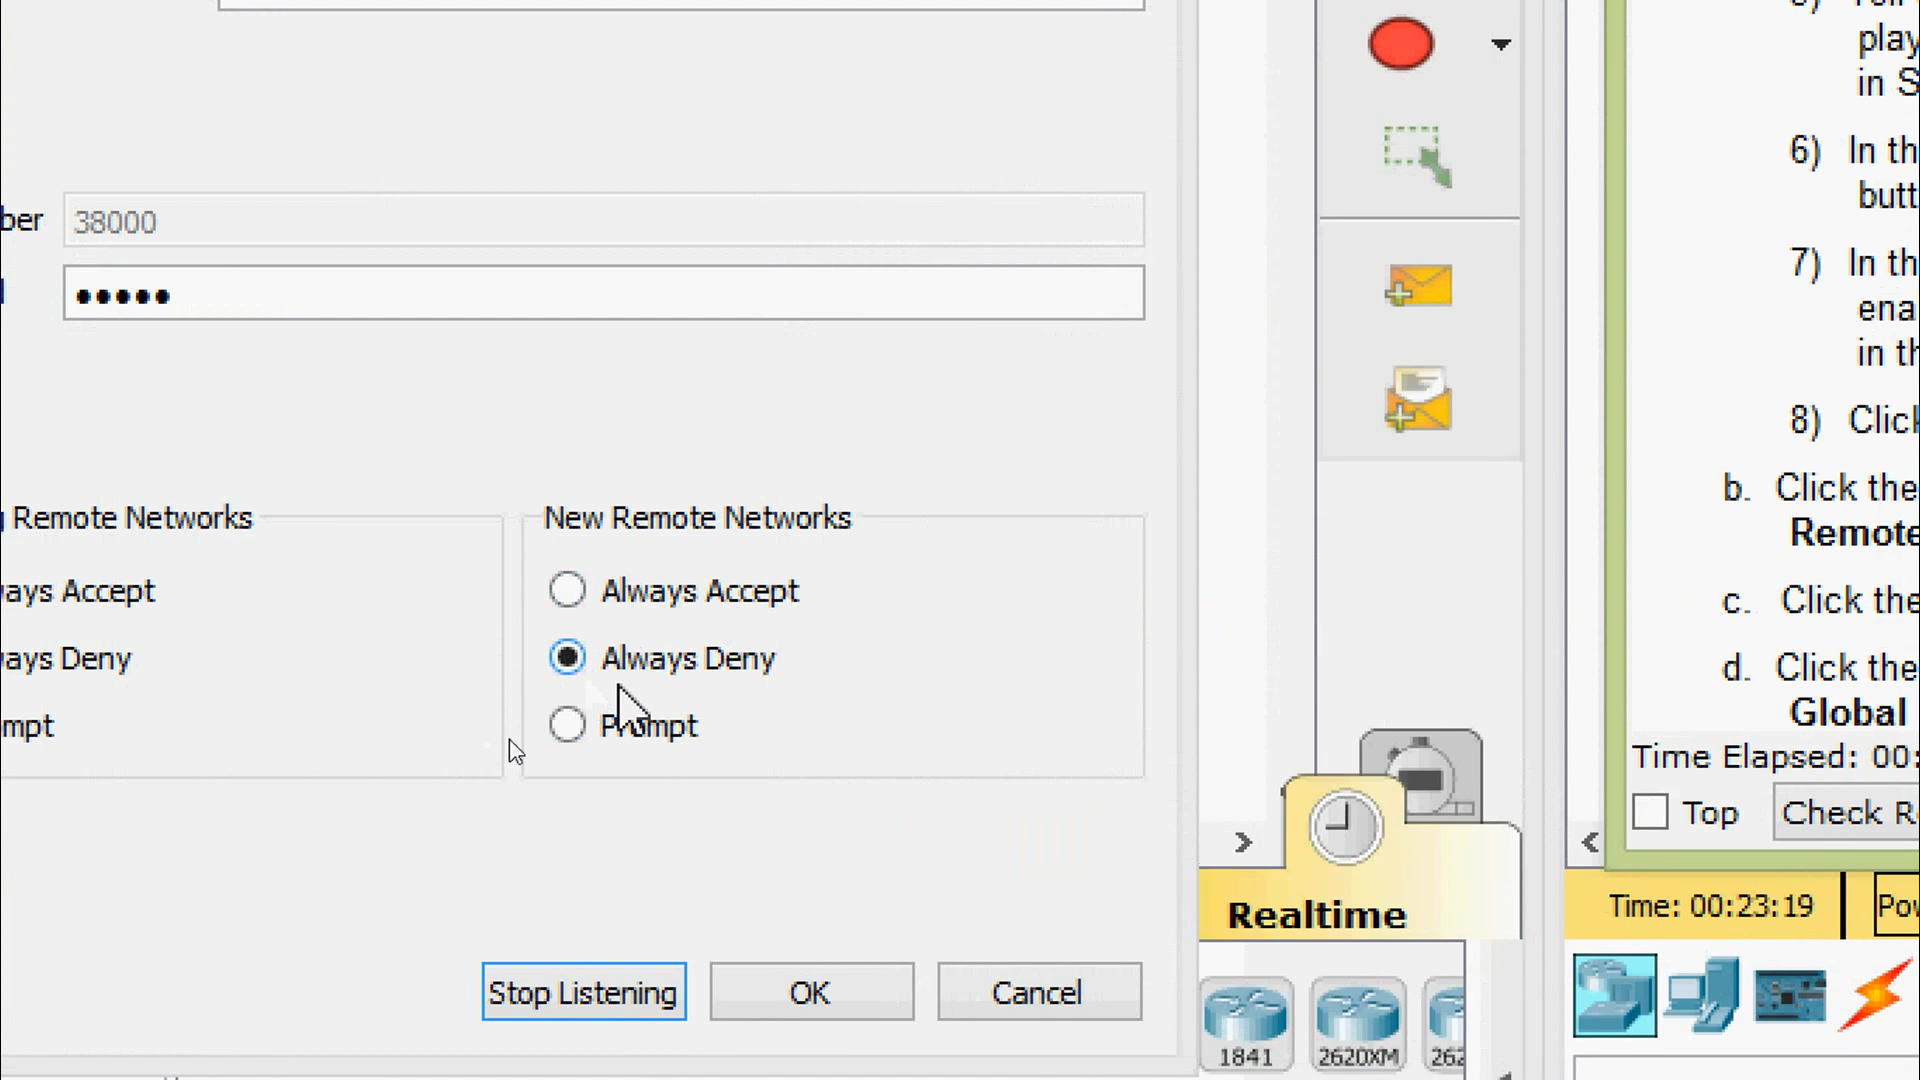 play
in S
ber
38000
6) In th
butt
7) In th
ena
in th
8) Click
Remote Networks
New Remote Networks
ays Accept
ays Deny
mpt
Always Accept
Always Deny
Prompt
b. Click the
Remote
c. Click the
d. Click the
Global
Time Elapsed: 00:
Top
Check R
Realtime
Time: 00:23:19
Pow
Stop Listening
OK
Cancel
1841
2620XM
262